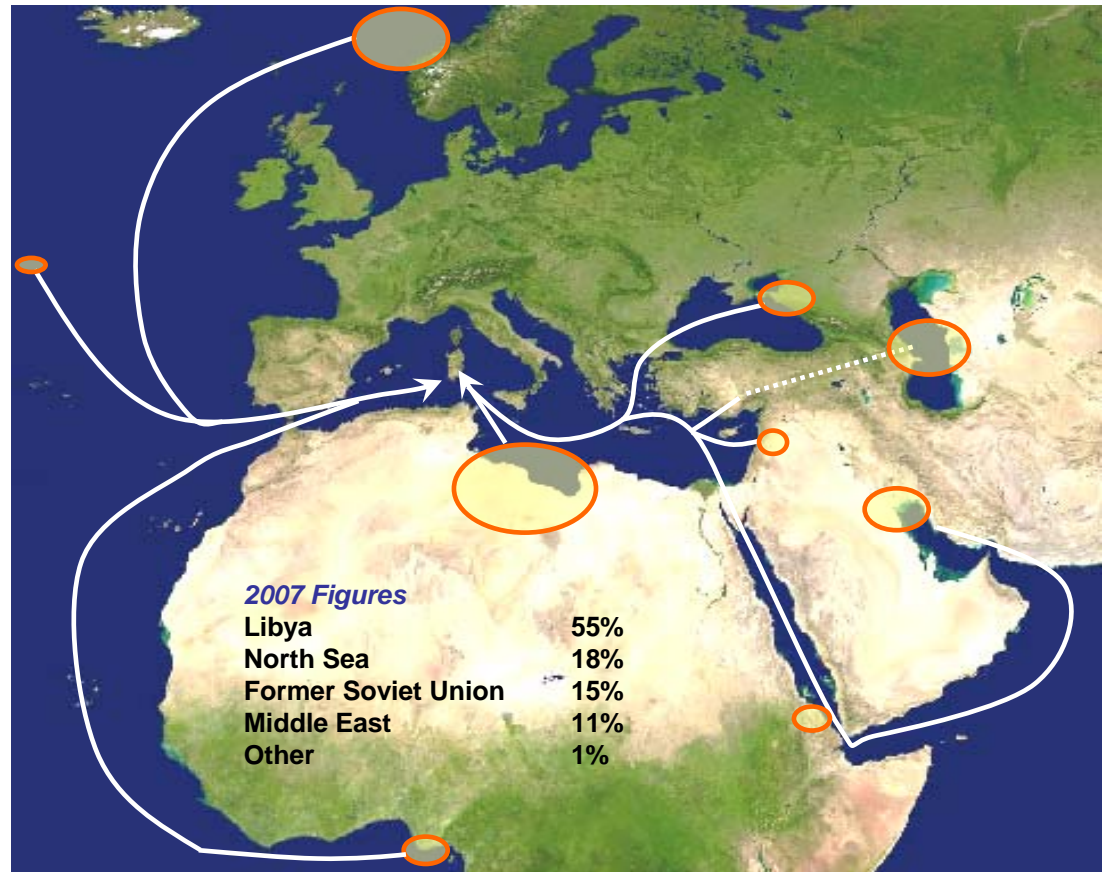 2007 Figures
Libya 55%
North Sea 18%
Former Soviet Union 15%
Middle East 11%
Other 1%